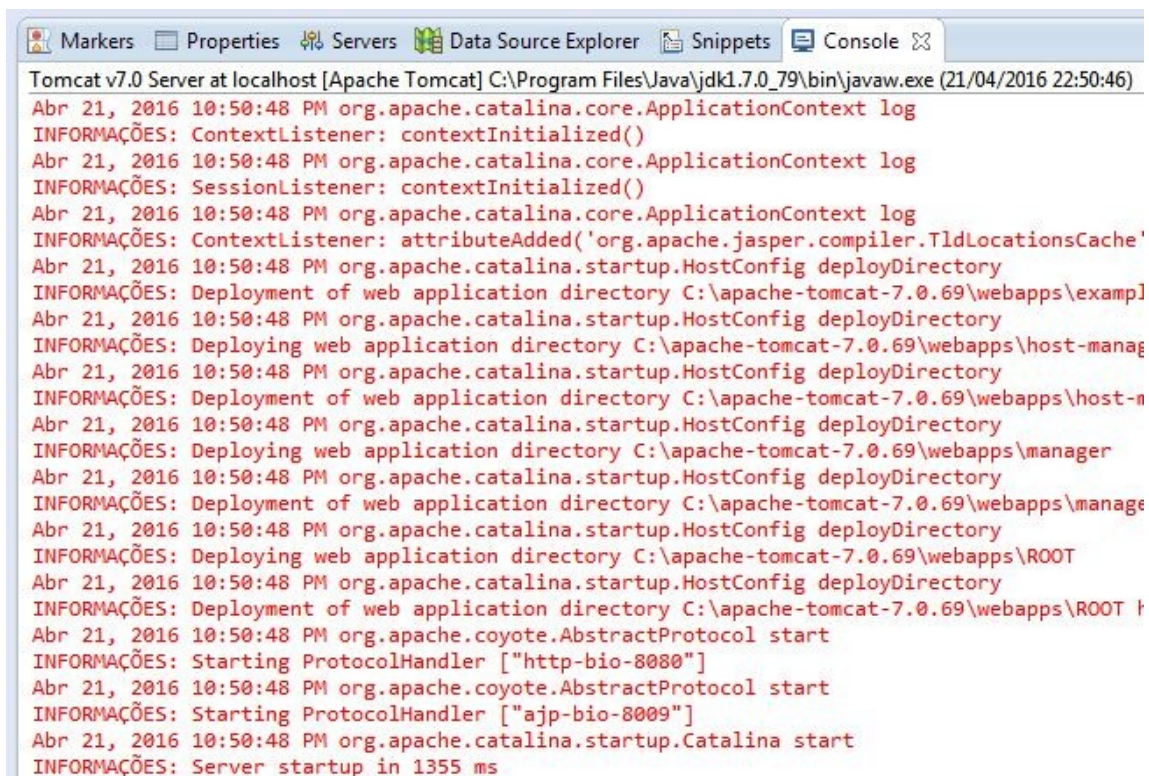 Markers Properties Servers Data Source Explorer Snippets Console
Tomcat v7.0 Server at localhost [Apache Tomcat] C:\Program Files\Java\jdk1.7.0_79\bin\javaw.exe (21/04/2016 22:50:46)
Abr 21, 2016 10:50:48 PM org.apache.catalina.core.ApplicationContext log
INFORMAÇÕES: ContextListener: contextInitialized()
Abr 21, 2016 10:50:48 PM org.apache.catalina.core.ApplicationContext log
INFORMAÇÕES: SessionListener: contextInitialized()
Abr 21, 2016 10:50:48 PM org.apache.catalina.core.ApplicationContext log
INFORMAÇÕES: ContextListener: attributeAdded('org.apache.jasper.compiler.TldLocationsCache'
Abr 21, 2016 10:50:48 PM org.apache.catalina.startup.HostConfig deployDirectory
INFORMAÇÕES: Deployment of web application directory C:\apache-tomcat-7.0.69\webapps\exampl
Abr 21, 2016 10:50:48 PM org.apache.catalina.startup.HostConfig deployDirectory
INFORMAÇÕES: Deploying web application directory C:\apache-tomcat-7.0.69\webapps\host-manag
Abr 21, 2016 10:50:48 PM org.apache.catalina.startup.HostConfig deployDirectory
INFORMAÇÕES: Deployment of web application directory C:\apache-tomcat-7.0.69\webapps\host-m
Abr 21, 2016 10:50:48 PM org.apache.catalina.startup.HostConfig deployDirectory
INFORMAÇÕES: Deploying web application directory C:\apache-tomcat-7.0.69\webapps\manager
Abr 21, 2016 10:50:48 PM org.apache.catalina.startup.HostConfig deployDirectory
INFORMAÇÕES: Deployment of web application directory C:\apache-tomcat-7.0.69\webapps\manage
Abr 21, 2016 10:50:48 PM org.apache.catalina.startup.HostConfig deployDirectory
INFORMAÇÕES: Deploying web application directory C:\apache-tomcat-7.0.69\webapps\ROOT
Abr 21, 2016 10:50:48 PM org.apache.catalina.startup.HostConfig deployDirectory
INFORMAÇÕES: Deployment of web application directory C:\apache-tomcat-7.0.69\webapps\ROOT h
Abr 21, 2016 10:50:48 PM org.apache.coyote.AbstractProtocol start
INFORMAÇÕES: Starting ProtocolHandler ["http-bio-8080"]
Abr 21, 2016 10:50:48 PM org.apache.coyote.AbstractProtocol start
INFORMAÇÕES: Starting ProtocolHandler ["ajp-bio-8009"]
Abr 21, 2016 10:50:48 PM org.apache.catalina.startup.Catalina start
INFORMAÇÕES: Server startup in 1355 ms